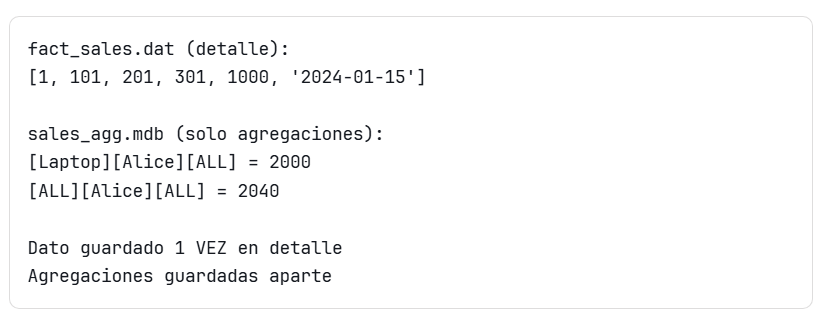 fact_sales.dat (detalle):
[1, 101, 201, 301, 1000, '2024-01-15']
sales_agg.mdb (solo agregaciones):
[Laptop][Alice][ALL] = 2000
[ALL][Alice][ALL] = 2040
Dato guardado 1 VEZ en detalle
Agregaciones guardadas aparte